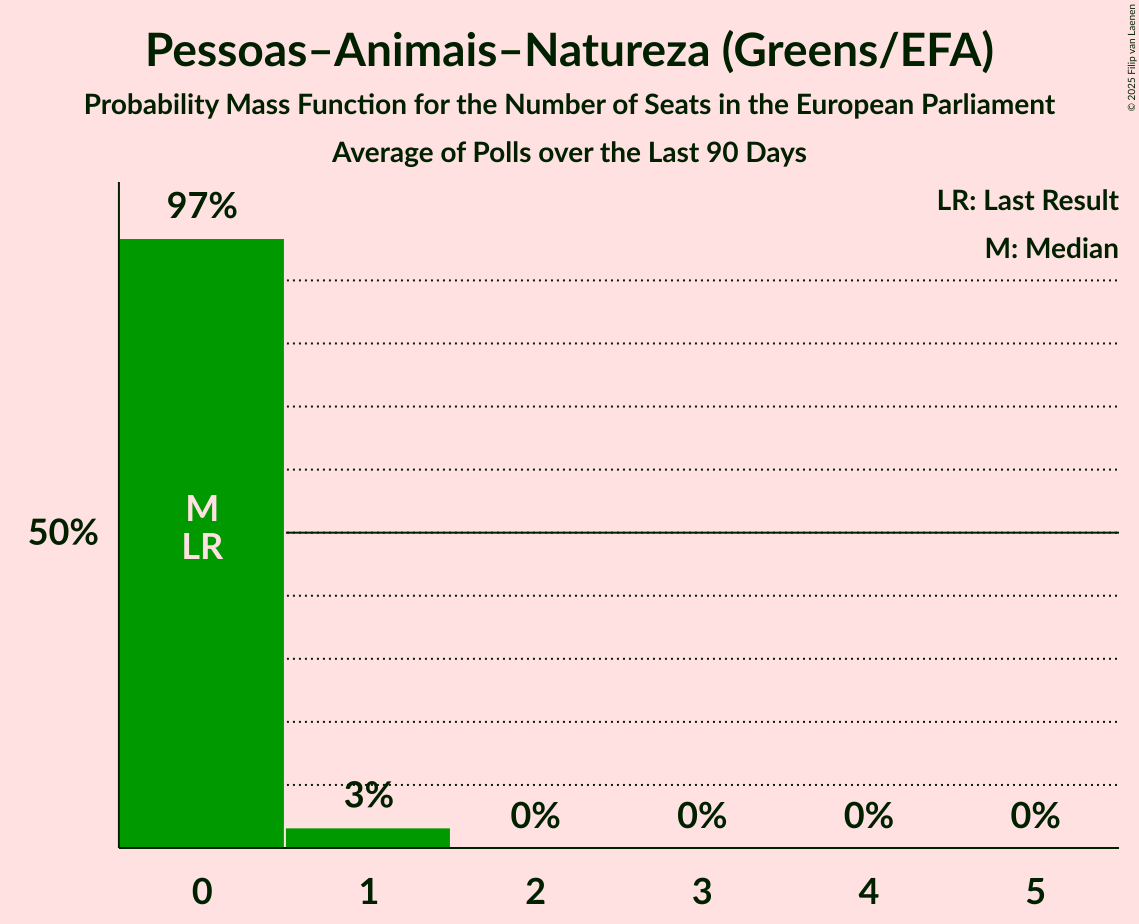 Pessoas–Animais–Natureza (Greens/EFA)
Probability Mass Function for the Number of Seats in the European Parliament
Average of Polls over the Last 90 Days
© 2025 Filip van Laenen
LR: Last Result
M: Median
97%
M
LR
50%
3%
0%
0%
0%
0%
0
1
2
3
4
5